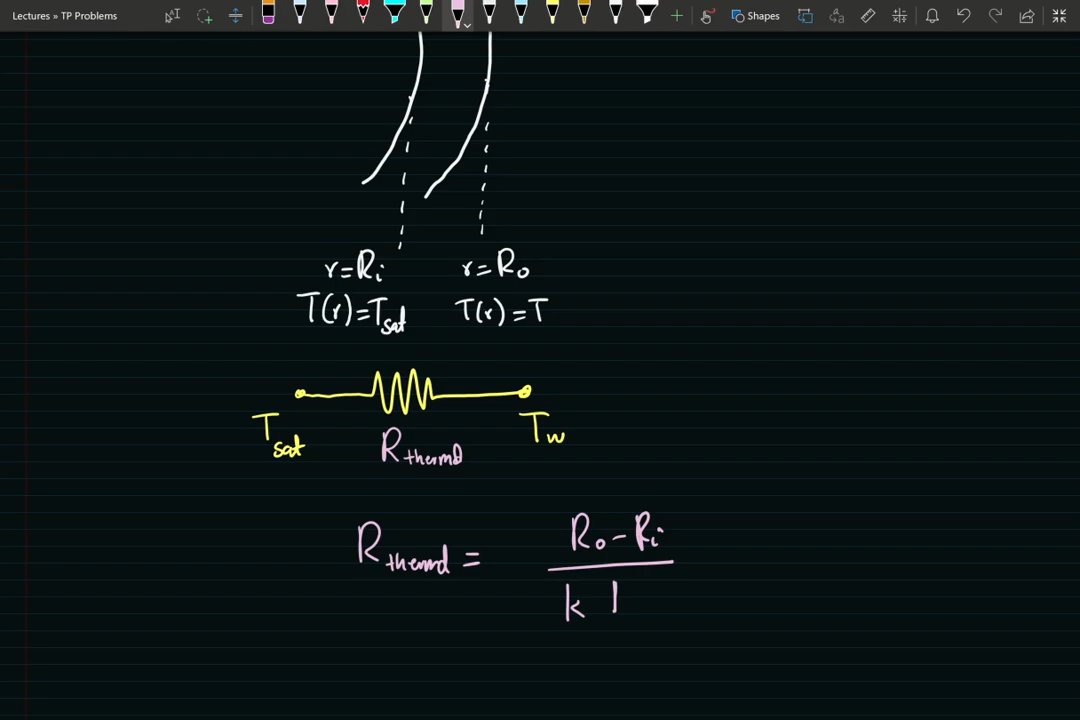 Lectures » TP Problems
Shapes
r=Ri r=Ro
T(r)=Tsat T(r)=T
Tsat Tw
Rthermal
Rthermal = Ro-Ri
k